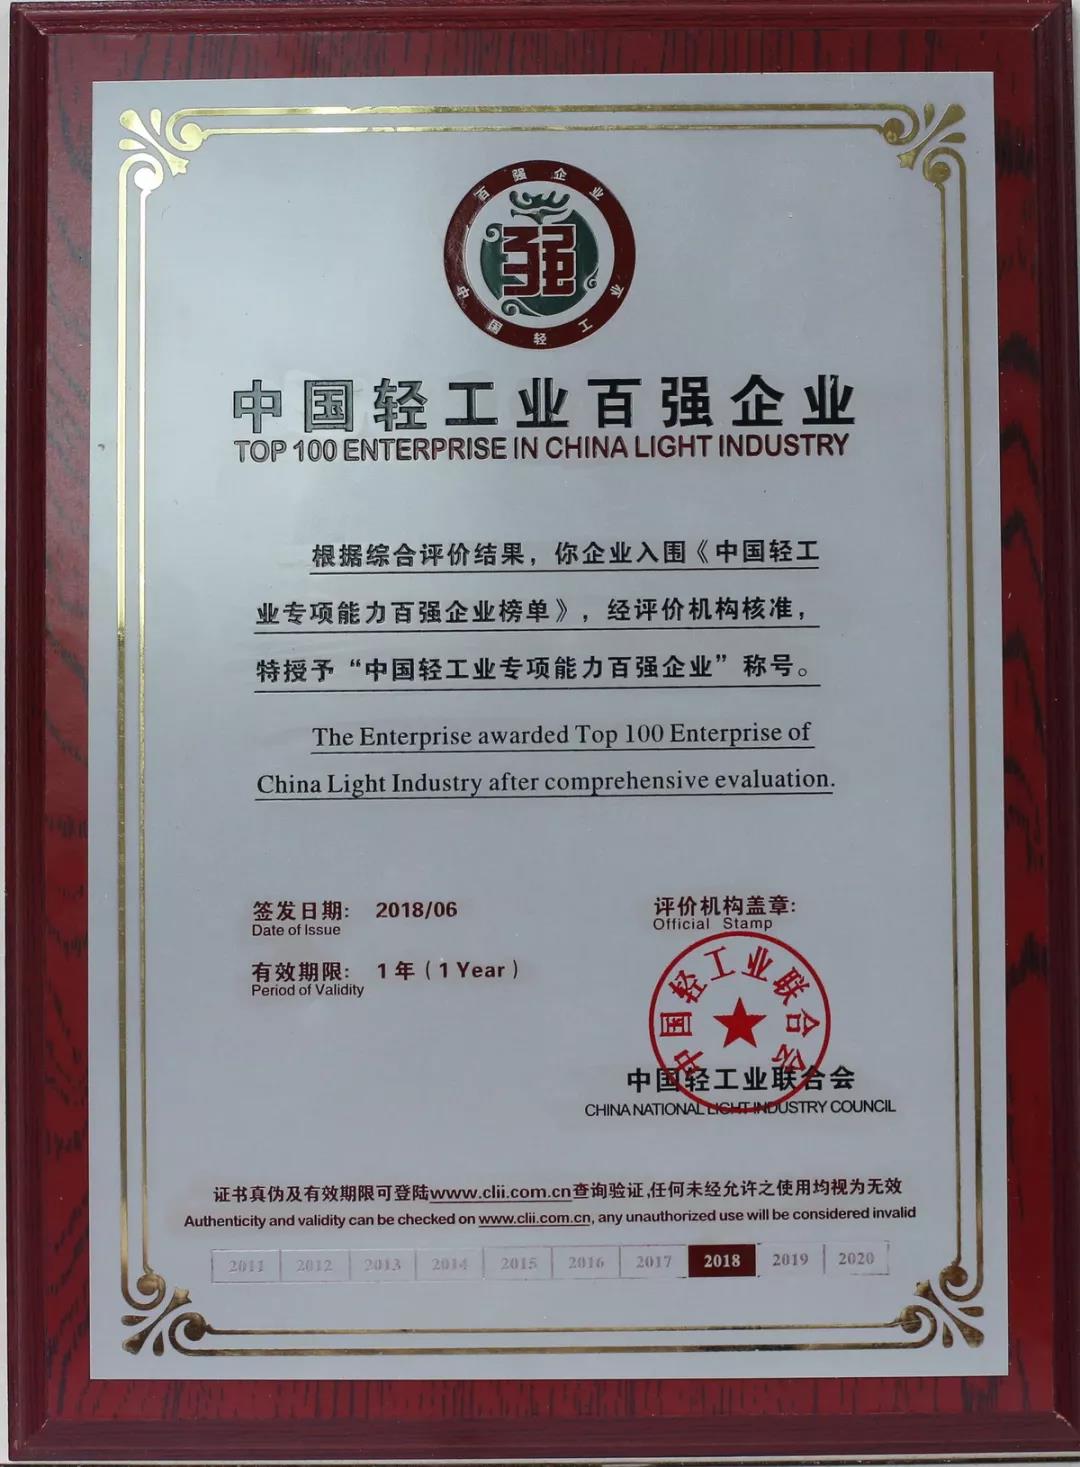 百强企业
强
中国轻工业
中国轻工业百强企业
TOP 100 ENTERPRISE IN CHINA LIGHT INDUSTRY
根据综合评价结果，你企业入围《中国轻工
业专项能力百强企业榜单》，经评价机构核准，
特授予“中国轻工业专项能力百强企业”称号。
The Enterprise awarded Top 100 Enterprise of
China Light Industry after comprehensive evaluation.
签发日期： 2018/06
Date of Issue
有效期限： 1年（1 Year）
Period of Validity
评价机构盖章：
Official Stamp
中国轻工业联合会
中国轻工业联合会
CHINA NATIONAL LIGHT INDUSTRY COUNCIL
证书真伪及有效期限可登陆www.clii.com.cn查询验证,任何未经允许之使用均视为无效
Authenticity and validity can be checked on www.clii.com.cn, any unauthorized use will be considered invalid
2011 2012 2013 2014 2015 2016 2017 2018 2019 2020